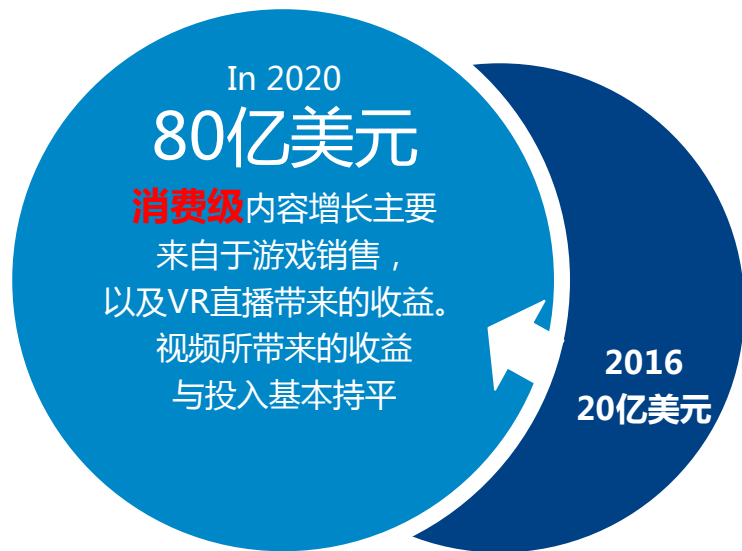 In 2020
80亿美元
消费级内容增长主要
来自于游戏销售，
以及VR直播带来的收益。
视频所带来的收益
与投入基本持平
2016
20亿美元